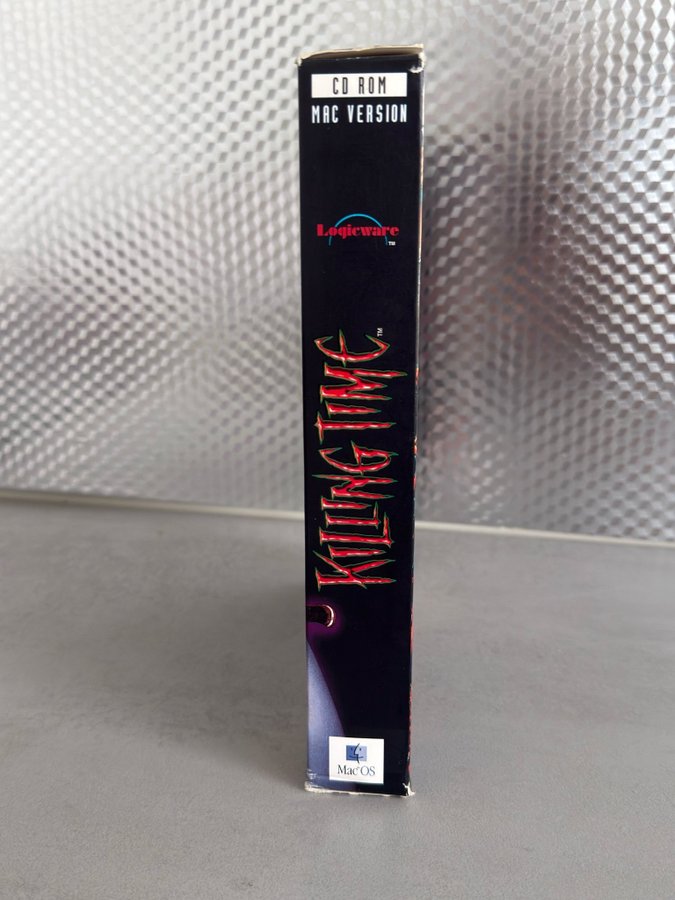 CD ROM
MAC VERSION
Logicware
TM
KILLING TIME
TM
Mac OS